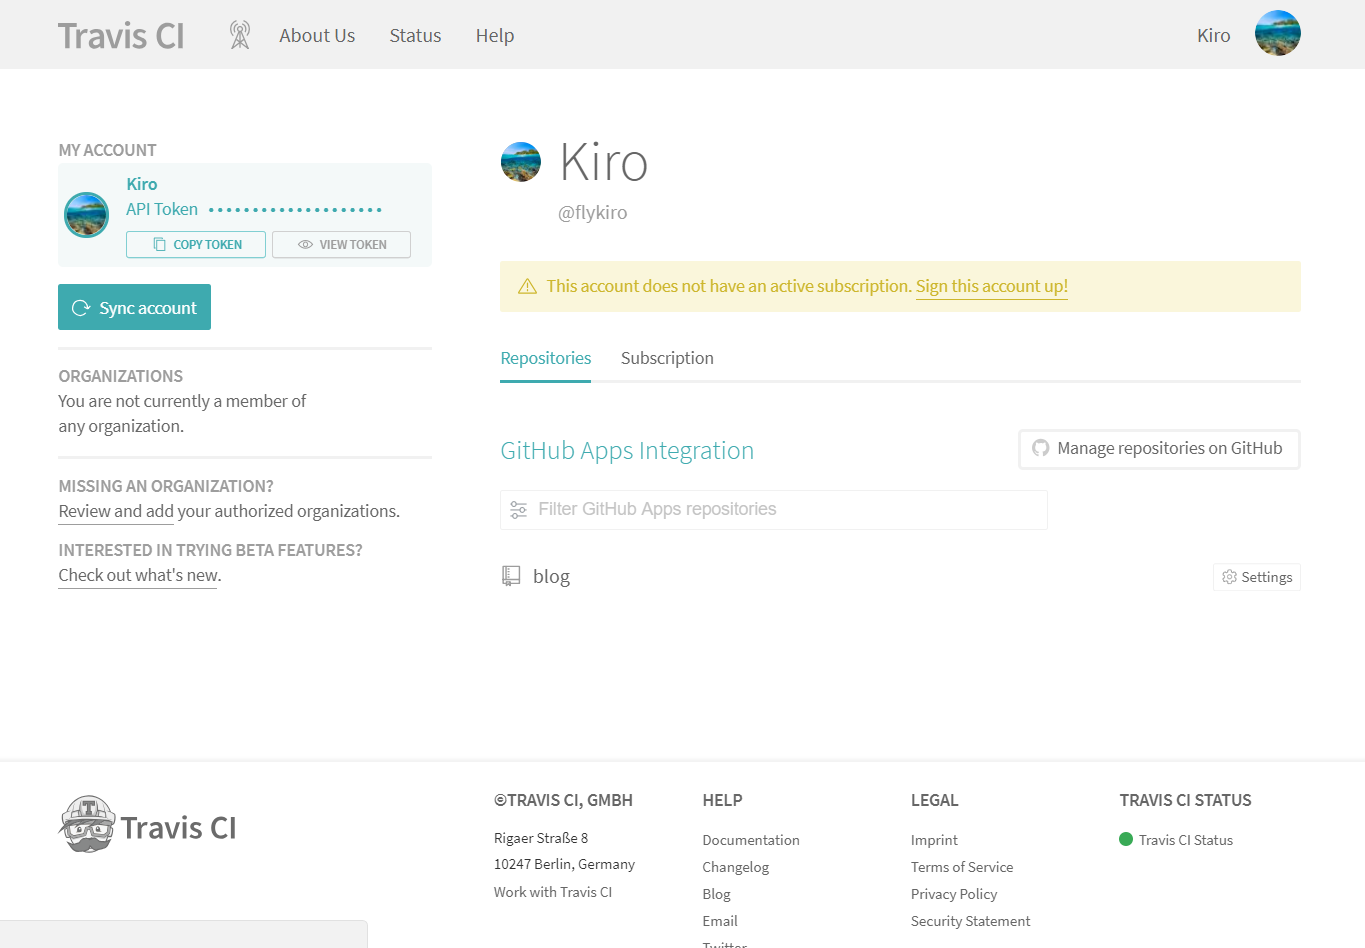 Travis CI
About Us
Status
Help
Kiro
MY ACCOUNT
Kiro
API Token ••••••••••••••••••••
COPY TOKEN
VIEW TOKEN
Sync account
ORGANIZATIONS
You are not currently a member of
any organization.
MISSING AN ORGANIZATION?
Review and add your authorized organizations.
INTERESTED IN TRYING BETA FEATURES?
Check out what's new.
Kiro
@flykiro
This account does not have an active subscription. Sign this account up!
Repositories
Subscription
GitHub Apps Integration
Manage repositories on GitHub
Filter GitHub Apps repositories
blog
Settings
Travis CI
©TRAVIS CI, GMBH
Rigaer Straße 8
10247 Berlin, Germany
Work with Travis CI
HELP
Documentation
Changelog
Blog
Email
Twitter
LEGAL
Imprint
Terms of Service
Privacy Policy
Security Statement
TRAVIS CI STATUS
Travis CI Status